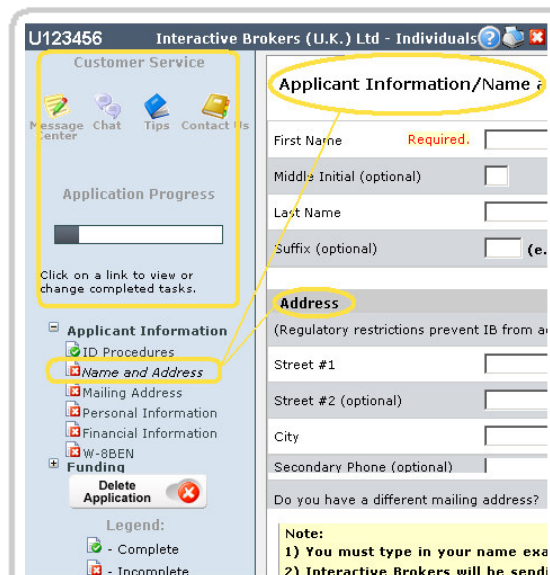 U123456 Interactive Brokers (U.K.) Ltd - Individuals
Customer Service
Message Center
Chat
Tips
Contact Us
Application Progress
Click on a link to view or
change completed tasks.
Applicant Information
ID Procedures
Name and Address
Mailing Address
Personal Information
Financial Information
W-8BEN
Funding
Delete
Application
Legend:
- Complete
- Incomplete
Applicant Information/Name a
First Name Required.
Middle Initial (optional)
Last Name
Suffix (optional) (e.
Address
(Regulatory restrictions prevent IB from a
Street #1
Street #2 (optional)
City
Secondary Phone (optional)
Do you have a different mailing address?
Note:
1) You must type in your name exa
2) Interactive Brokers will be sendi